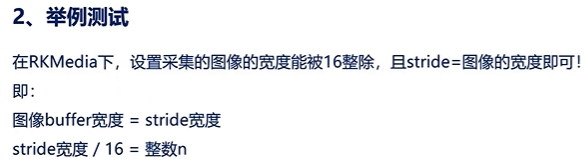 2、举例测试
在RKMedia下，设置采集的图像的宽度能被16整除，且stride=图像的宽度即可！
即：
图像buffer宽度 = stride宽度
stride宽度 / 16 = 整数n